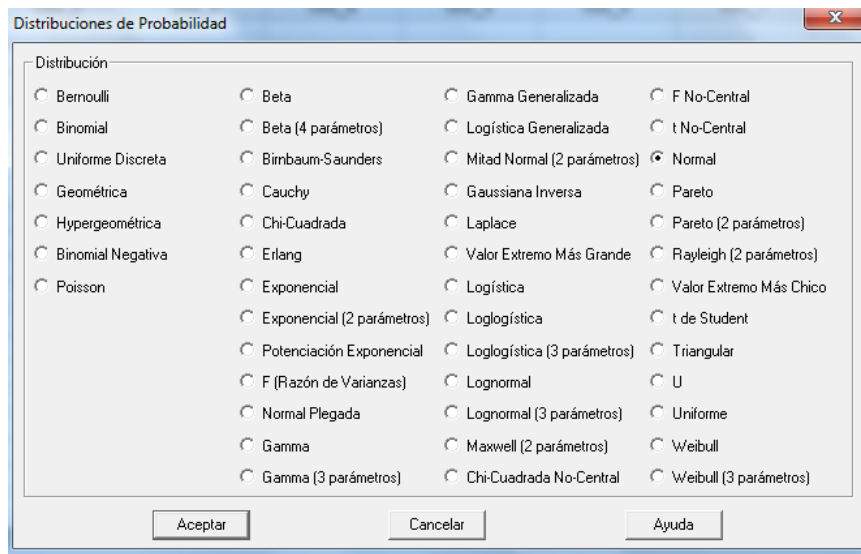 Distribuciones de Probabilidad
Distribución
Bernoulli
Binomial
Uniforme Discreta
Geométrica
Hypergeométrica
Binomial Negativa
Poisson
Beta
Beta (4 parámetros)
Birnbaum-Saunders
Cauchy
Chi-Cuadrada
Erlang
Exponencial
Exponencial (2 parámetros)
Potenciación Exponencial
F (Razón de Varianzas)
Normal Plegada
Gamma
Gamma (3 parámetros)
Gamma Generalizada
Logística Generalizada
Mitad Normal (2 parámetros)
Gaussiana Inversa
Laplace
Valor Extremo Más Grande
Logística
Loglogística
Loglogística (3 parámetros)
Lognormal
Lognormal (3 parámetros)
Maxwell (2 parámetros)
Chi-Cuadrada No-Central
F No-Central
t No-Central
Normal
Pareto
Pareto (2 parámetros)
Rayleigh (2 parámetros)
Valor Extremo Más Chico
t de Student
Triangular
U
Uniforme
Weibull
Weibull (3 parámetros)
Aceptar
Cancelar
Ayuda